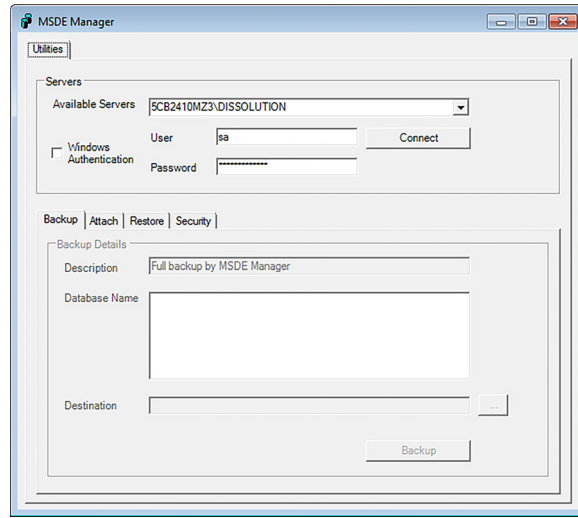 MSDE Manager
Utilities
Servers
Available Servers 5CB2410MZ3\DISSOLUTION
User sa Connect
Windows
Authentication
Password *************
Backup Attach Restore Security
Backup Details
Description Full backup by MSDE Manager
Database Name
Destination ...
Backup